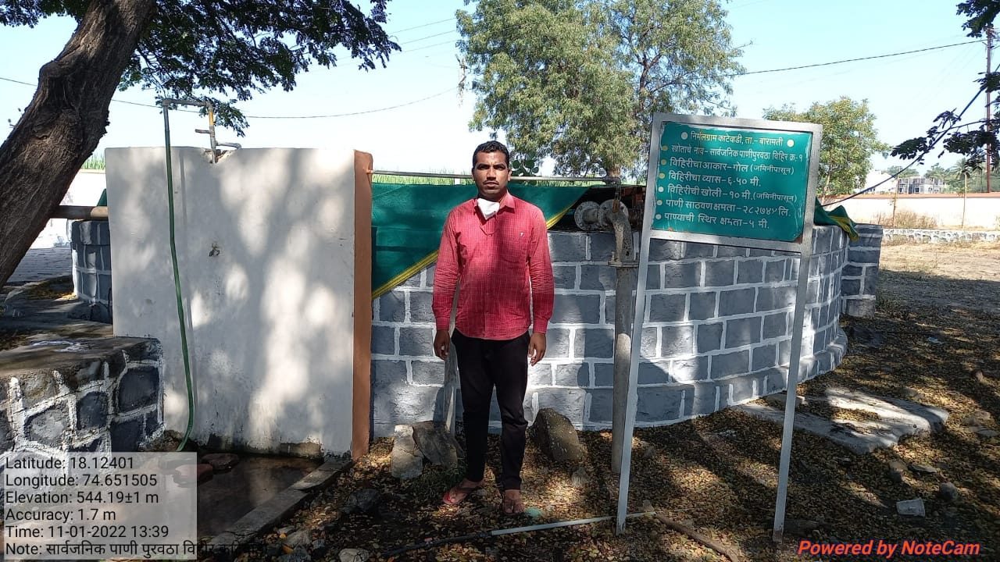 निर्मलग्राम काटेवाडी, ता.- बारामती
स्त्रोताचे नाव - सार्वजनिक पाणीपुरवठा विहिर क्र.-१
विहिरीचा आकार - गोल (जमिनीपासून)
विहिरीचा व्यास - ६.५० मी.
विहिरीची खोली - १० मी. (जमिनीपासून)
पाणी साठवण क्षमता - २८२७४५ लि.
पाण्याची स्थिर क्षमता - ५ मी.
Latitude: 18.12401
Longitude: 74.651505
Elevation: 544.19±1 m
Accuracy: 1.7 m
Time: 11-01-2022 13:39
Note: सार्वजनिक पाणी पुरवठा विहीर
Powered by NoteCam